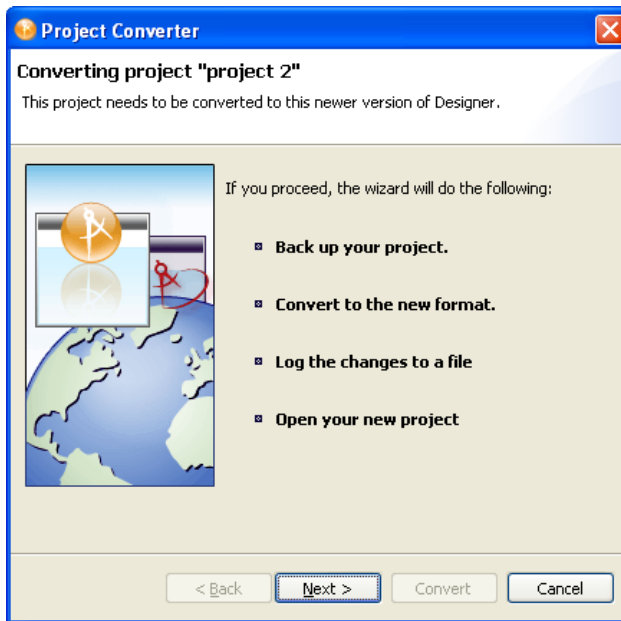 Project Converter
Converting project "project 2"
This project needs to be converted to this newer version of Designer.
If you proceed, the wizard will do the following:
Back up your project.
Convert to the new format.
Log the changes to a file
Open your new project
< Back Next > Convert Cancel